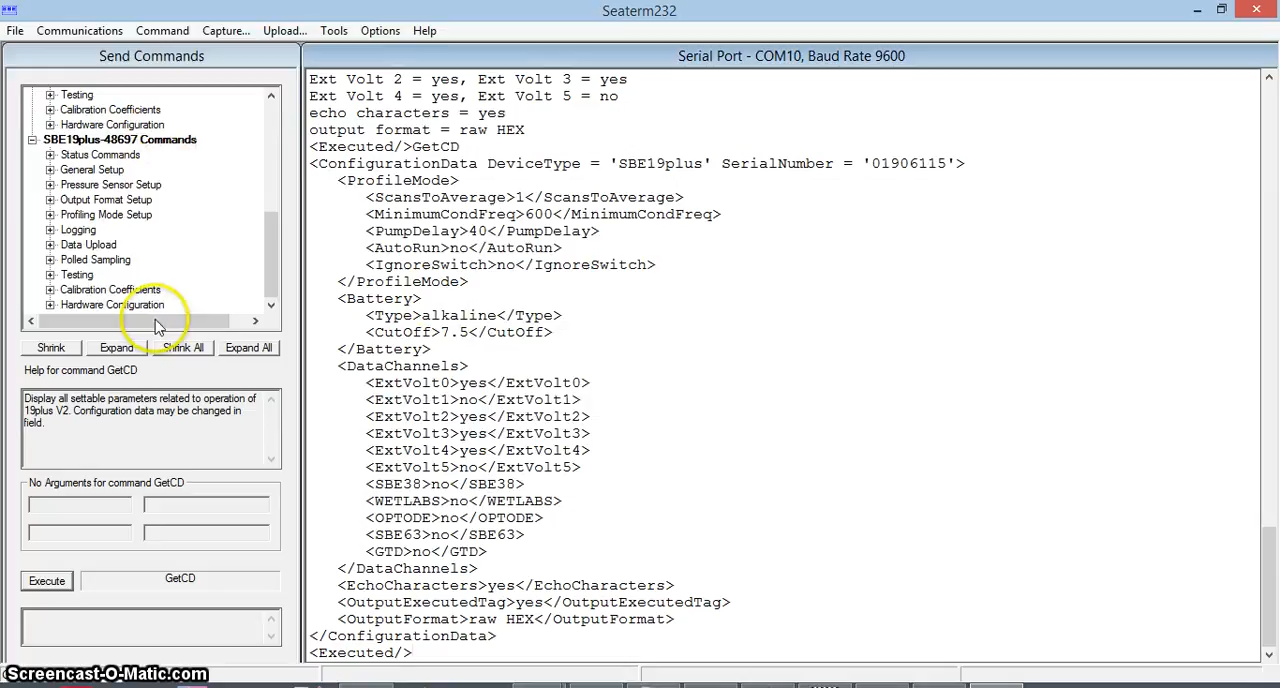 Seaterm232
File Communications Command Capture... Upload... Tools Options Help
Send Commands
Serial Port - COM10, Baud Rate 9600
Testing
Calibration Coefficients
Hardware Configuration
SBE19plus-48697 Commands
Status Commands
General Setup
Pressure Sensor Setup
Output Format Setup
Profiling Mode Setup
Logging
Data Upload
Polled Sampling
Testing
Calibration Coefficients
Hardware Configuration
Shrink Expand Shrink All Expand All
Help for command GetCD
Display all settable parameters related to operation of
19plus V2. Configuration data may be changed in
field.
No Arguments for command GetCD
Execute GetCD
Ext Volt 2 = yes, Ext Volt 3 = yes
Ext Volt 4 = yes, Ext Volt 5 = no
echo characters = yes
output format = raw HEX
<Executed/>GetCD
<ConfigurationData DeviceType = 'SBE19plus' SerialNumber = '01906115'>
<ProfileMode>
<ScansToAverage>1</ScansToAverage>
<MinimumCondFreq>600</MinimumCondFreq>
<PumpDelay>40</PumpDelay>
<AutoRun>no</AutoRun>
<IgnoreSwitch>no</IgnoreSwitch>
</ProfileMode>
<Battery>
<Type>alkaline</Type>
<CutOff>7.5</CutOff>
</Battery>
<DataChannels>
<ExtVolt0>yes</ExtVolt0>
<ExtVolt1>no</ExtVolt1>
<ExtVolt2>yes</ExtVolt2>
<ExtVolt3>yes</ExtVolt3>
<ExtVolt4>yes</ExtVolt4>
<ExtVolt5>no</ExtVolt5>
<SBE38>no</SBE38>
<WETLABS>no</WETLABS>
<OPTODE>no</OPTODE>
<SBE63>no</SBE63>
<GTD>no</GTD>
</DataChannels>
<EchoCharacters>yes</EchoCharacters>
<OutputExecutedTag>yes</OutputExecutedTag>
<OutputFormat>raw HEX</OutputFormat>
</ConfigurationData>
<Executed/>
Screencast-O-Matic.com